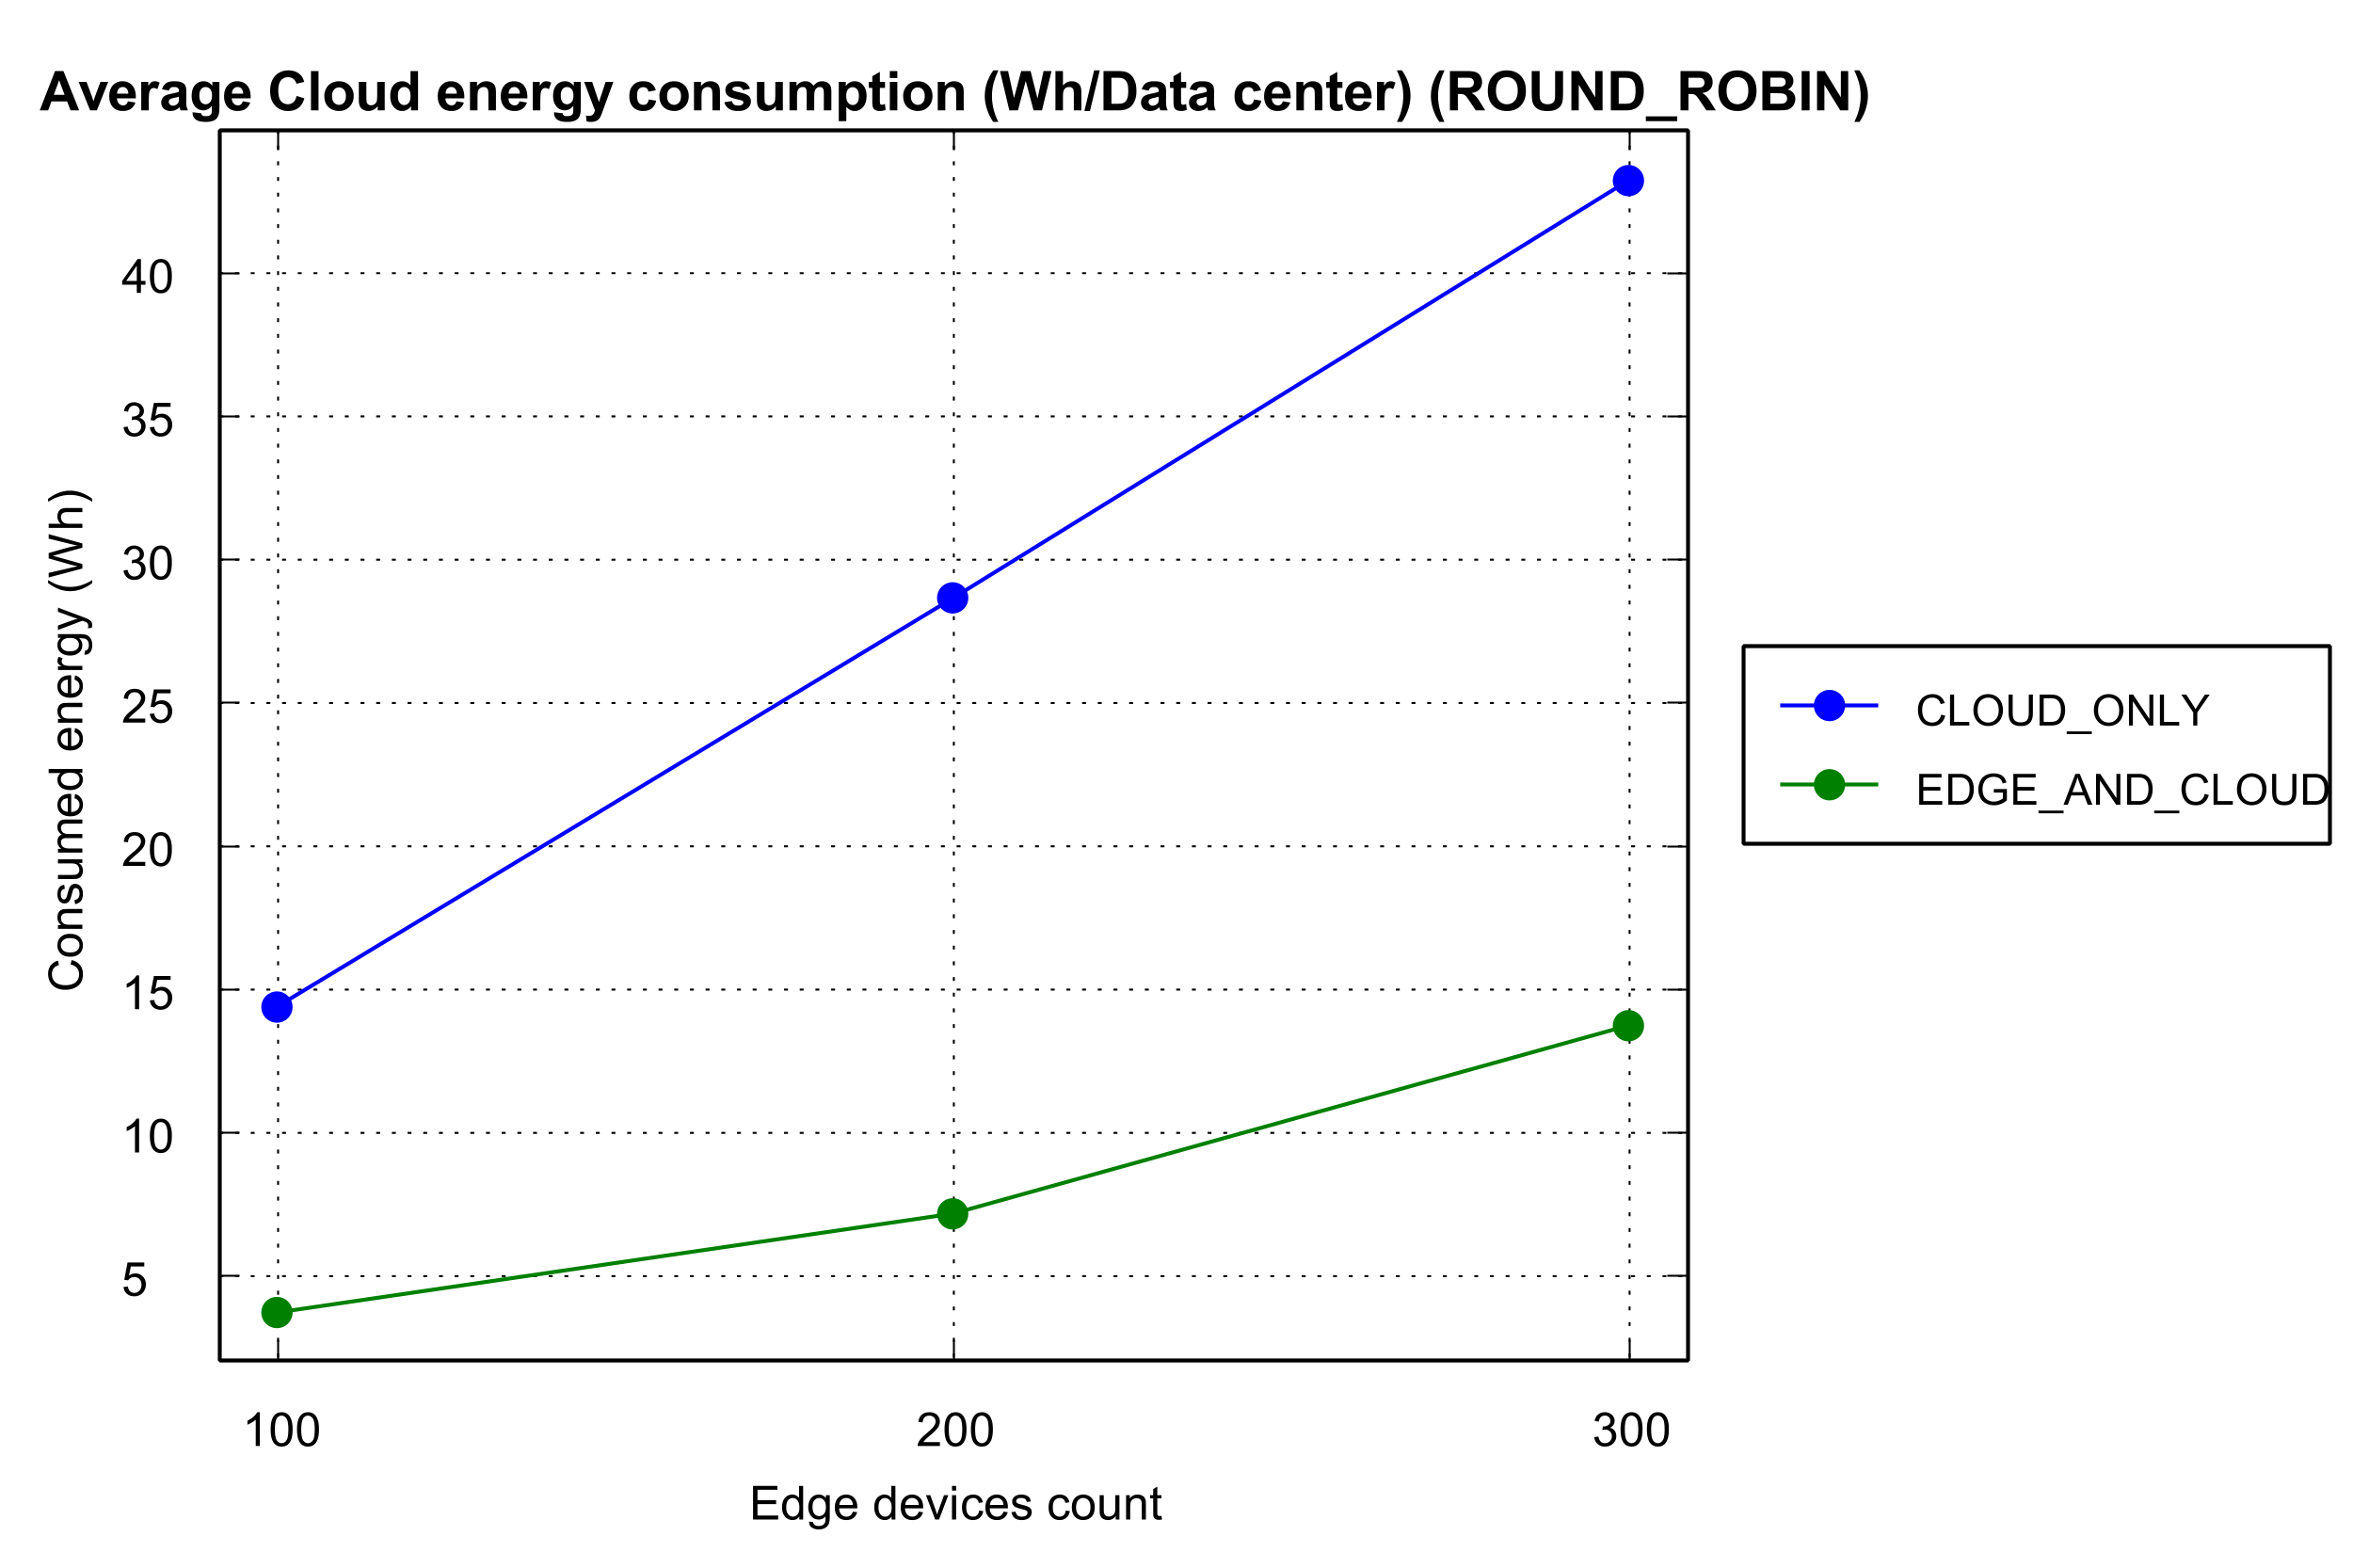 Average Cloud energy consumption (Wh/Data center) (ROUND_ROBIN)
40
35
30
25
20
15
10
5
Consumed energy (Wh)
100 200 300
Edge devices count
CLOUD_ONLY
EDGE_AND_CLOUD